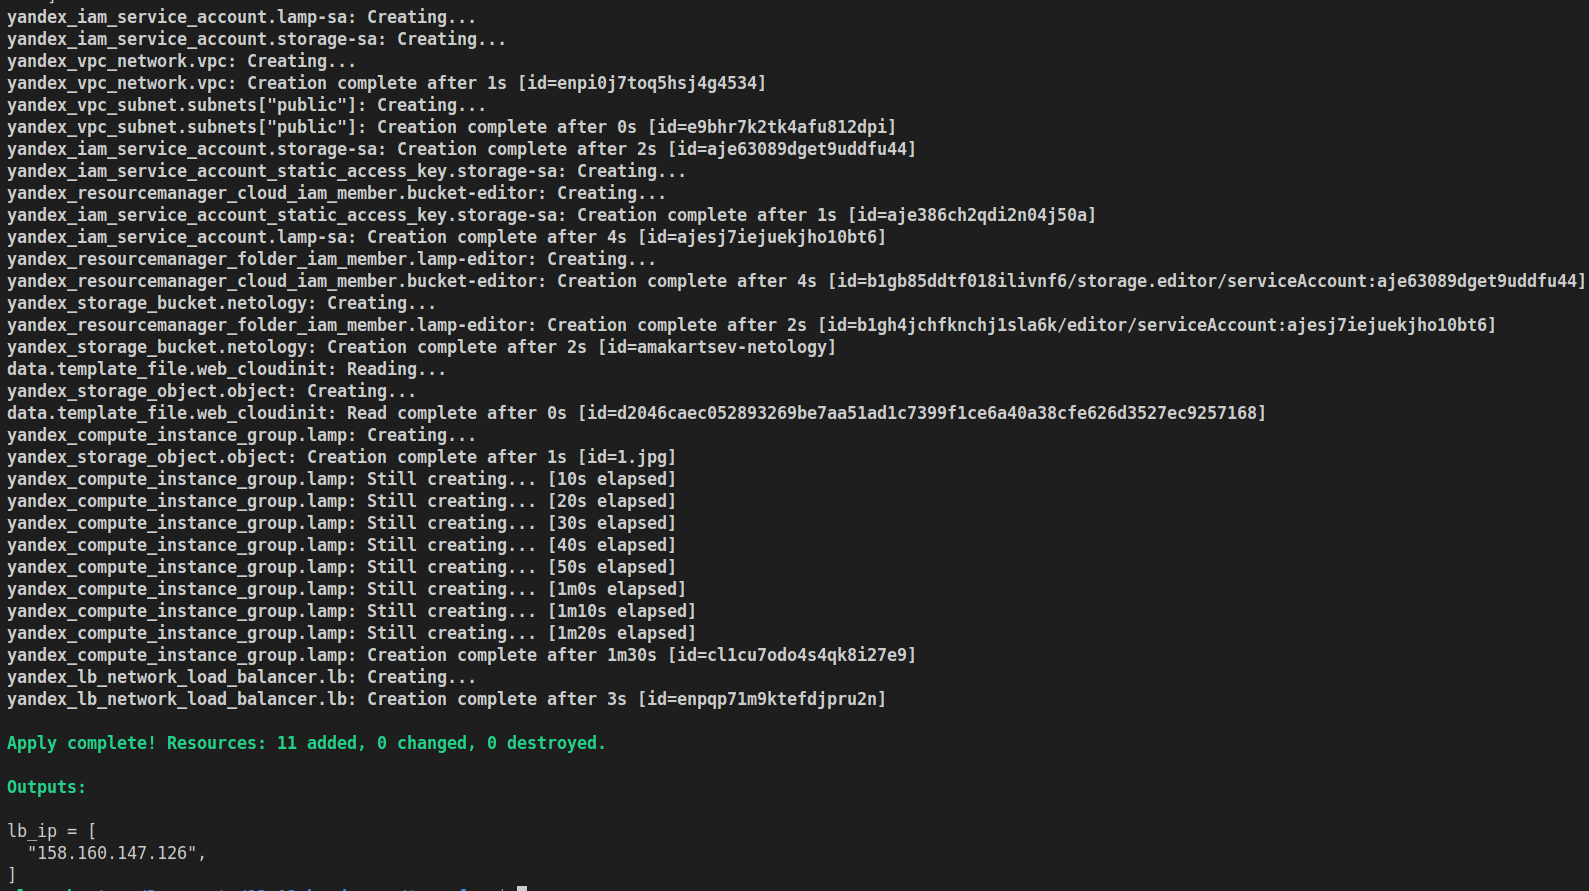 yandex_iam_service_account.lamp-sa: Creating...
yandex_iam_service_account.storage-sa: Creating...
yandex_vpc_network.vpc: Creating...
yandex_vpc_network.vpc: Creation complete after 1s [id=enpi0j7toq5hsj4g4534]
yandex_vpc_subnet.subnets["public"]: Creating...
yandex_vpc_subnet.subnets["public"]: Creation complete after 0s [id=e9bhr7k2tk4afu812dpi]
yandex_iam_service_account.storage-sa: Creation complete after 2s [id=aje63089dget9uddfu44]
yandex_iam_service_account_static_access_key.storage-sa: Creating...
yandex_resourcemanager_cloud_iam_member.bucket-editor: Creating...
yandex_iam_service_account_static_access_key.storage-sa: Creation complete after 1s [id=aje386ch2qdi2n04j50a]
yandex_iam_service_account.lamp-sa: Creation complete after 4s [id=ajesj7iejuekjho10bt6]
yandex_resourcemanager_folder_iam_member.lamp-editor: Creating...
yandex_resourcemanager_cloud_iam_member.bucket-editor: Creation complete after 4s [id=b1gb85ddtf018ilivnf6/storage.editor/serviceAccount:aje63089dget9uddfu44]
yandex_storage_bucket.netology: Creating...
yandex_resourcemanager_folder_iam_member.lamp-editor: Creation complete after 2s [id=b1gh4jchfknchj1sla6k/editor/serviceAccount:ajesj7iejuekjho10bt6]
yandex_storage_bucket.netology: Creation complete after 2s [id=amakartsev-netology]
data.template_file.web_cloudinit: Reading...
yandex_storage_object.object: Creating...
data.template_file.web_cloudinit: Read complete after 0s [id=d2046caec052893269be7aa51ad1c7399f1ce6a40a38cfe626d3527ec9257168]
yandex_compute_instance_group.lamp: Creating...
yandex_storage_object.object: Creation complete after 1s [id=1.jpg]
yandex_compute_instance_group.lamp: Still creating... [10s elapsed]
yandex_compute_instance_group.lamp: Still creating... [20s elapsed]
yandex_compute_instance_group.lamp: Still creating... [30s elapsed]
yandex_compute_instance_group.lamp: Still creating... [40s elapsed]
yandex_compute_instance_group.lamp: Still creating... [50s elapsed]
yandex_compute_instance_group.lamp: Still creating... [1m0s elapsed]
yandex_compute_instance_group.lamp: Still creating... [1m10s elapsed]
yandex_compute_instance_group.lamp: Still creating... [1m20s elapsed]
yandex_compute_instance_group.lamp: Creation complete after 1m30s [id=cl1cu7odo4s4qk8i27e9]
yandex_lb_network_load_balancer.lb: Creating...
yandex_lb_network_load_balancer.lb: Creation complete after 3s [id=enpqp71m9ktefdjpru2n]
Apply complete! Resources: 11 added, 0 changed, 0 destroyed.
Outputs:
lb_ip = [
  "158.160.147.126",
]